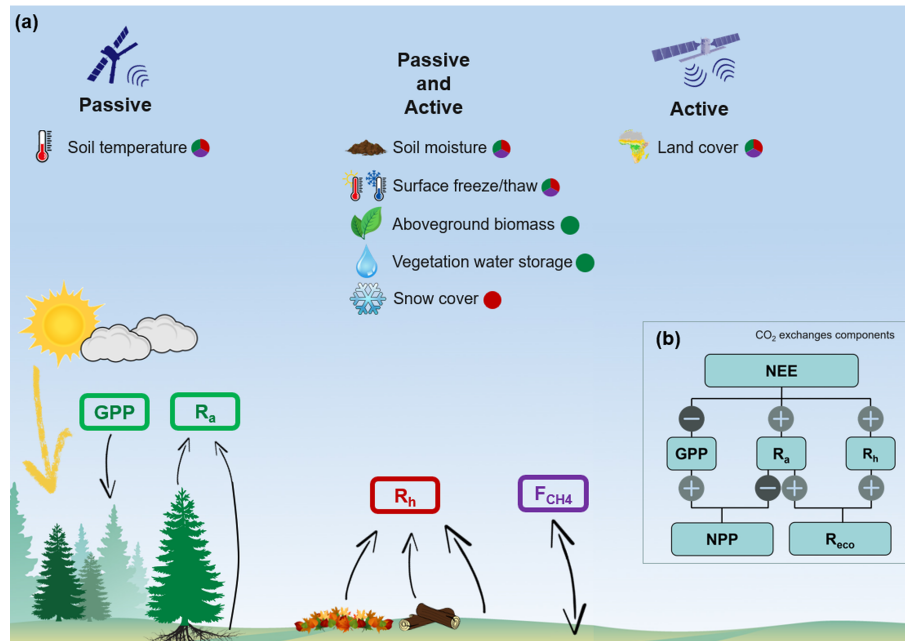 (a)
Passive
Soil temperature
Passive
and
Active
Soil moisture
Surface freeze/thaw
Aboveground biomass
Vegetation water storage
Snow cover
Active
Land cover
GPP
Ra
Rh
FCH4
(b)
CO2 exchanges components
NEE
− + +
GPP Ra Rh
+ − + +
NPP Reco